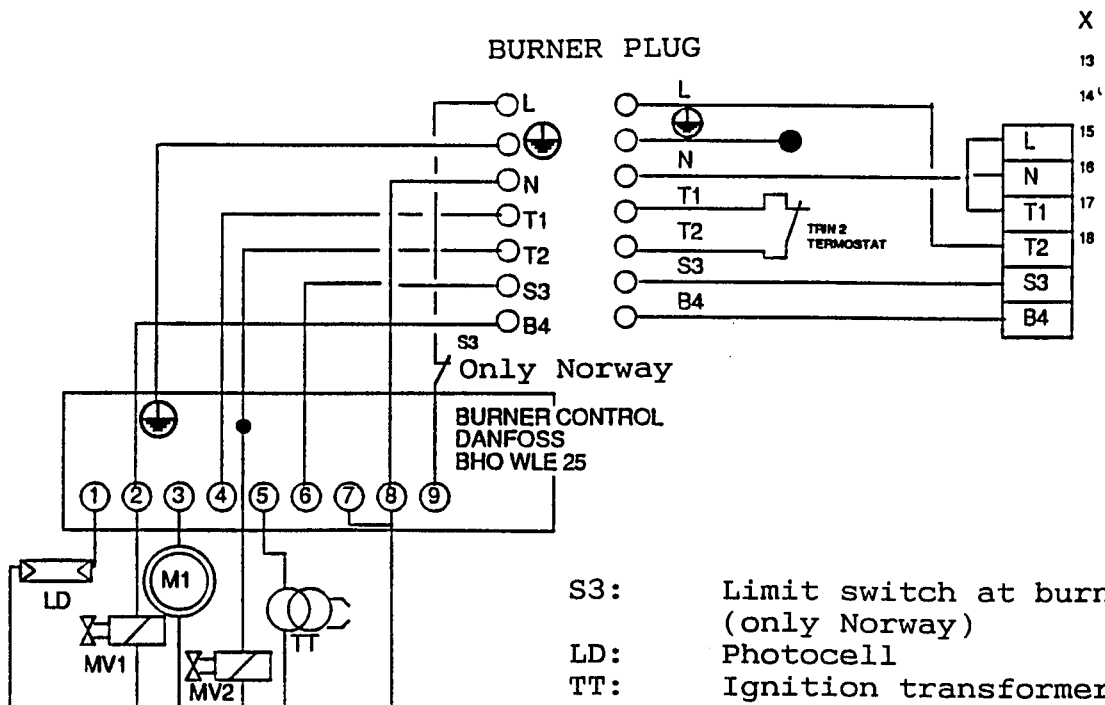 X
BURNER PLUG
13
14
15
16
17
18
L
N
T1
T2
S3
B4
L
N
T1
T2
S3
B4
TRIN 2
TERMOSTAT
L
N
T1
T2
S3
B4
S3
Only Norway
BURNER CONTROL
DANFOSS
BHO WLE 25
1 2 3 4 5 6 7 8 9
LD
M1
MV1
MV2
TT
S3: Limit switch at burn
(only Norway)
LD: Photocell
TT: Ignition transformer